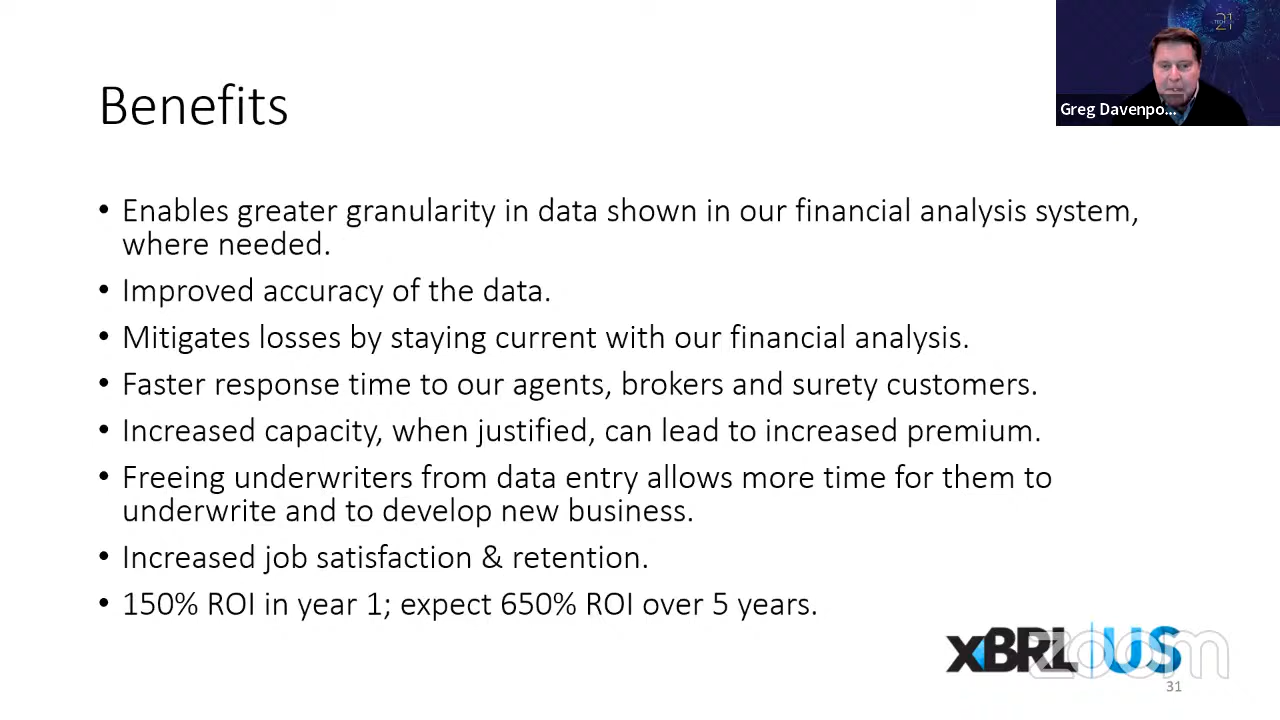 Benefits
TECH
21
Greg Davenpo...
• Enables greater granularity in data shown in our financial analysis system,
where needed.
• Improved accuracy of the data.
• Mitigates losses by staying current with our financial analysis.
• Faster response time to our agents, brokers and surety customers.
• Increased capacity, when justified, can lead to increased premium.
• Freeing underwriters from data entry allows more time for them to
underwrite and to develop new business.
• Increased job satisfaction & retention.
• 150% ROI in year 1; expect 650% ROI over 5 years.
XBRL US
zoom
31